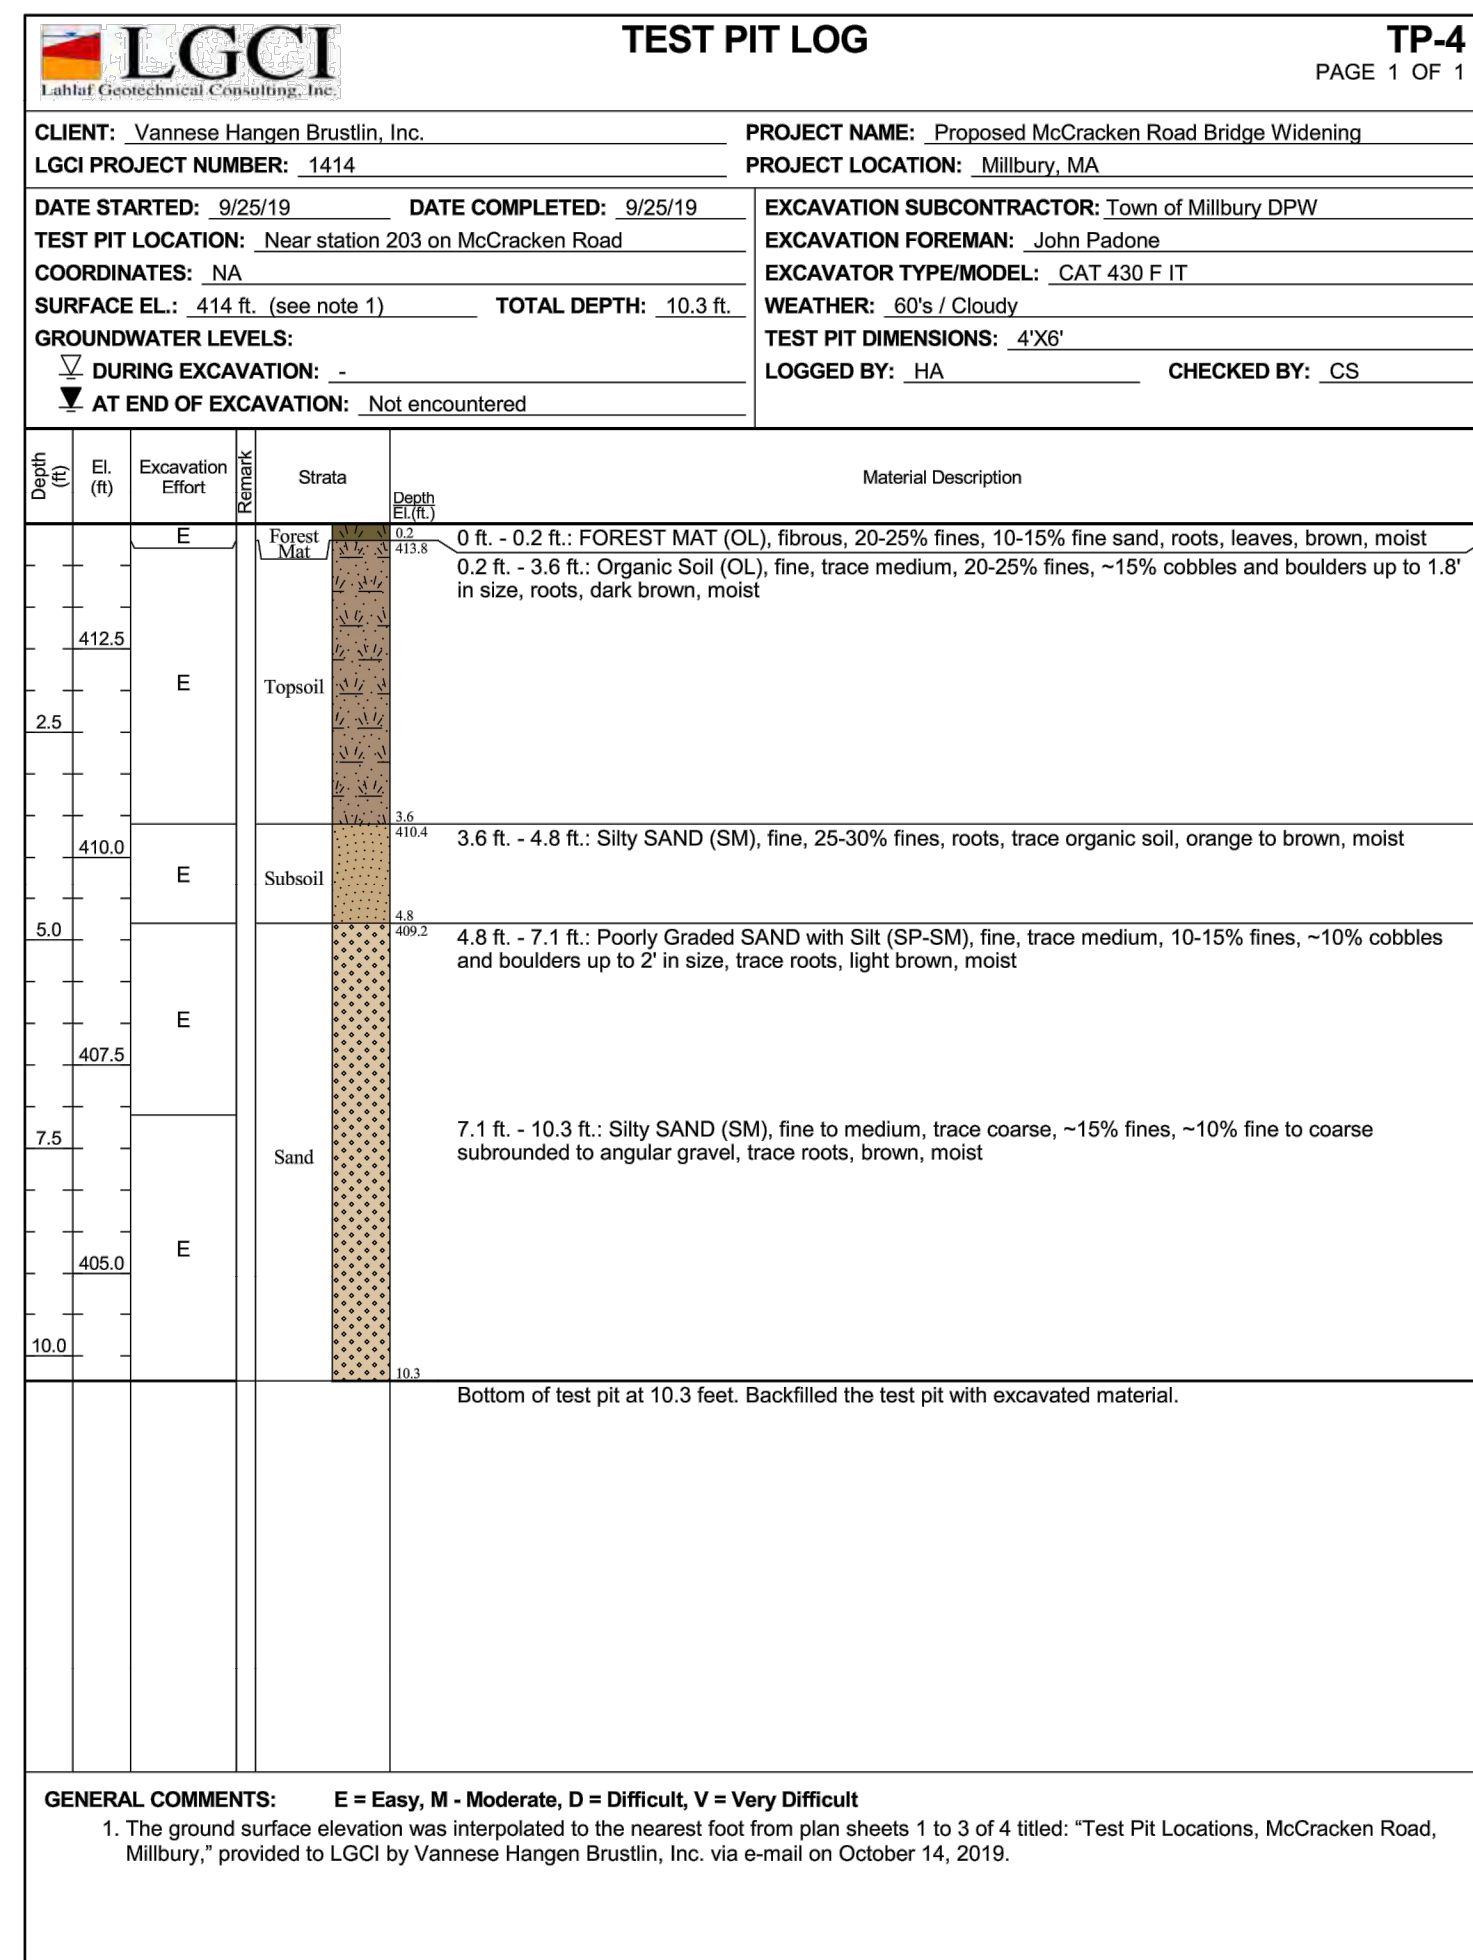 LGCI
Lahlaf Geotechnical Consulting, Inc.
TEST PIT LOG
TP-4
PAGE 1 OF 1
CLIENT: Vannese Hangen Brustlin, Inc.
PROJECT NAME: Proposed McCracken Road Bridge Widening
LGCI PROJECT NUMBER: 1414
PROJECT LOCATION: Millbury, MA
DATE STARTED: 9/25/19 DATE COMPLETED: 9/25/19
TEST PIT LOCATION: Near station 203 on McCracken Road
COORDINATES: NA
SURFACE EL.: 414 ft. (see note 1) TOTAL DEPTH: 10.3 ft.
GROUNDWATER LEVELS:
DURING EXCAVATION: -
AT END OF EXCAVATION: Not encountered
EXCAVATION SUBCONTRACTOR: Town of Millbury DPW
EXCAVATION FOREMAN: John Padone
EXCAVATOR TYPE/MODEL: CAT 430 F IT
WEATHER: 60's / Cloudy
TEST PIT DIMENSIONS: 4'X6'
LOGGED BY: HA CHECKED BY: CS
Depth
(ft)
El.
(ft)
Excavation
Effort
Remark
Strata
Depth
El.(ft.)
Material Description
E
Forest
Mat
0.2
413.8
0 ft. - 0.2 ft.: FOREST MAT (OL), fibrous, 20-25% fines, 10-15% fine sand, roots, leaves, brown, moist
0.2 ft. - 3.6 ft.: Organic Soil (OL), fine, trace medium, 20-25% fines, ~15% cobbles and boulders up to 1.8'
in size, roots, dark brown, moist
412.5
E
Topsoil
2.5
3.6
410.4
3.6 ft. - 4.8 ft.: Silty SAND (SM), fine, 25-30% fines, roots, trace organic soil, orange to brown, moist
410.0
E
Subsoil
4.8
409.2
5.0
4.8 ft. - 7.1 ft.: Poorly Graded SAND with Silt (SP-SM), fine, trace medium, 10-15% fines, ~10% cobbles
and boulders up to 2' in size, trace roots, light brown, moist
E
407.5
7.5
7.1 ft. - 10.3 ft.: Silty SAND (SM), fine to medium, trace coarse, ~15% fines, ~10% fine to coarse
subrounded to angular gravel, trace roots, brown, moist
Sand
E
405.0
10.0
10.3
Bottom of test pit at 10.3 feet. Backfilled the test pit with excavated material.
GENERAL COMMENTS: E = Easy, M - Moderate, D = Difficult, V = Very Difficult
1. The ground surface elevation was interpolated to the nearest foot from plan sheets 1 to 3 of 4 titled: “Test Pit Locations, McCracken Road,
Millbury,” provided to LGCI by Vannese Hangen Brustlin, Inc. via e-mail on October 14, 2019.